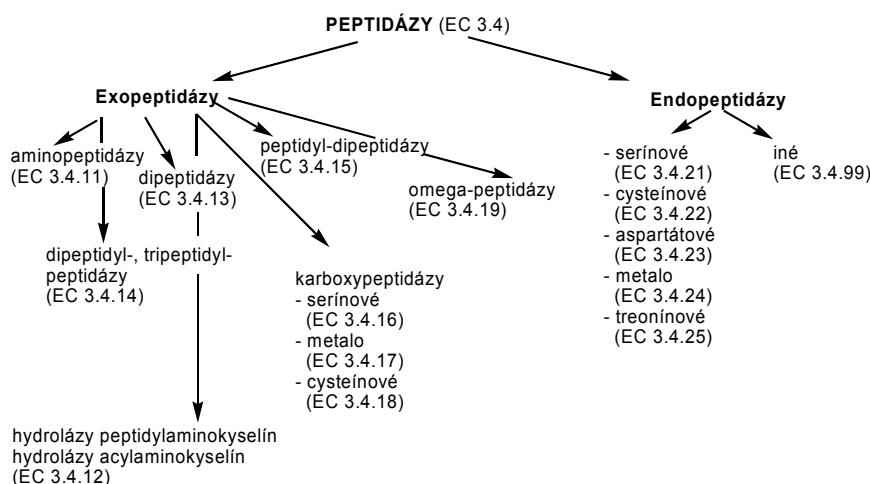 PEPTIDÁZY (EC 3.4)
Exopeptidázy
Endopeptidázy
aminopeptidázy
(EC 3.4.11)
dipeptidázy
(EC 3.4.13)
peptidyl-dipeptidázy
(EC 3.4.15)
omega-peptidázy
(EC 3.4.19)
dipeptidyl-, tripeptidyl-
peptidázy
(EC 3.4.14)
karboxypeptidázy
- serínové
(EC 3.4.16)
- metalo
(EC 3.4.17)
- cysteínové
(EC 3.4.18)
hydrolázy peptidylaminokyselín
hydrolázy acylaminokyselín
(EC 3.4.12)
- serínové
(EC 3.4.21)
- cysteínové
(EC 3.4.22)
- aspartátové
(EC 3.4.23)
- metalo
(EC 3.4.24)
- treonínové
(EC 3.4.25)
iné
(EC 3.4.99)